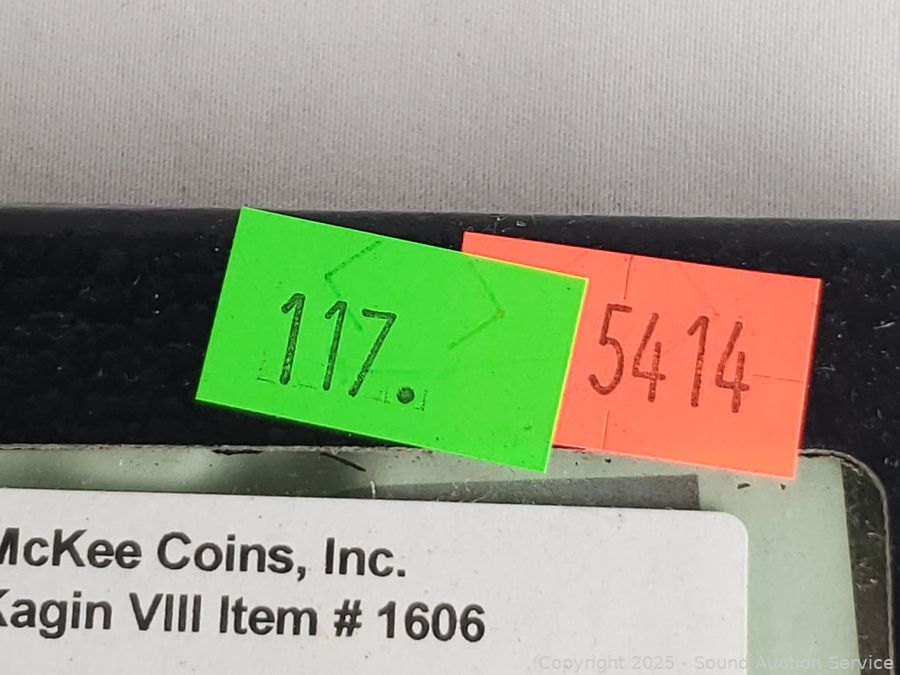 117.
5414
McKee Coins, Inc.
Kagin VIII Item # 1606
Copyright 2025 - Sound Auction Service